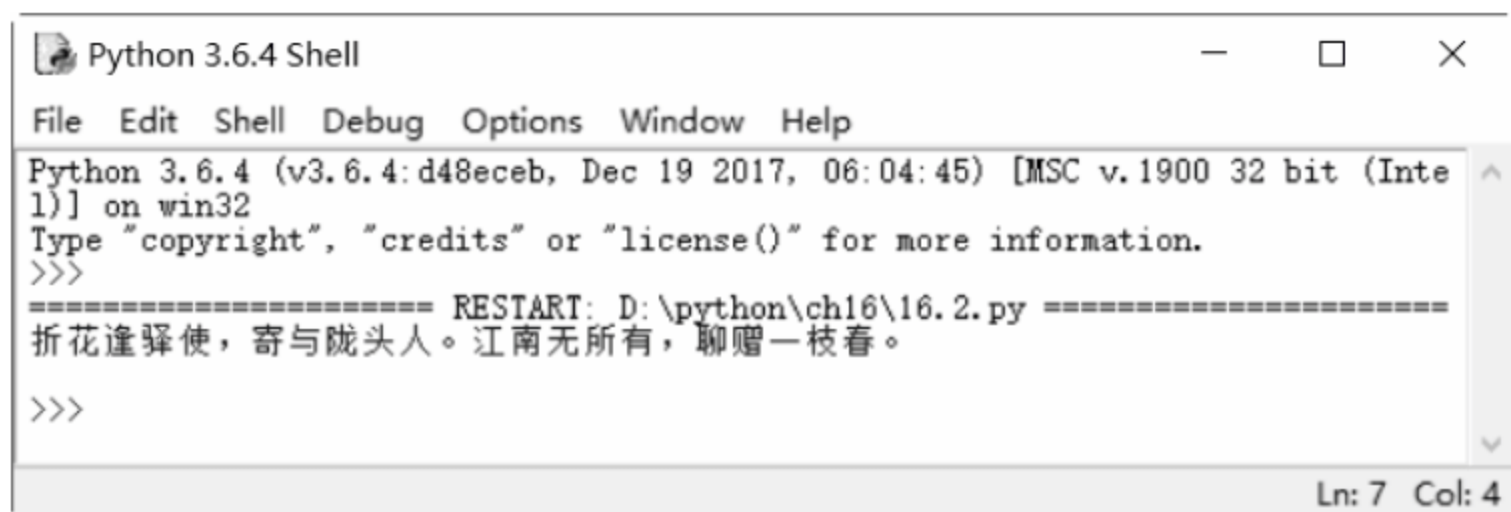 Python 3.6.4 Shell
File Edit Shell Debug Options Window Help
Python 3.6.4 (v3.6.4:d48eceb, Dec 19 2017, 06:04:45) [MSC v.1900 32 bit (Inte
l)] on win32
Type "copyright", "credits" or "license()" for more information.
>>>
====================== RESTART: D:\python\ch16\16.2.py ======================
折花逢驿使，寄与陇头人。江南无所有，聊赠一枝春。
>>>
Ln: 7 Col: 4